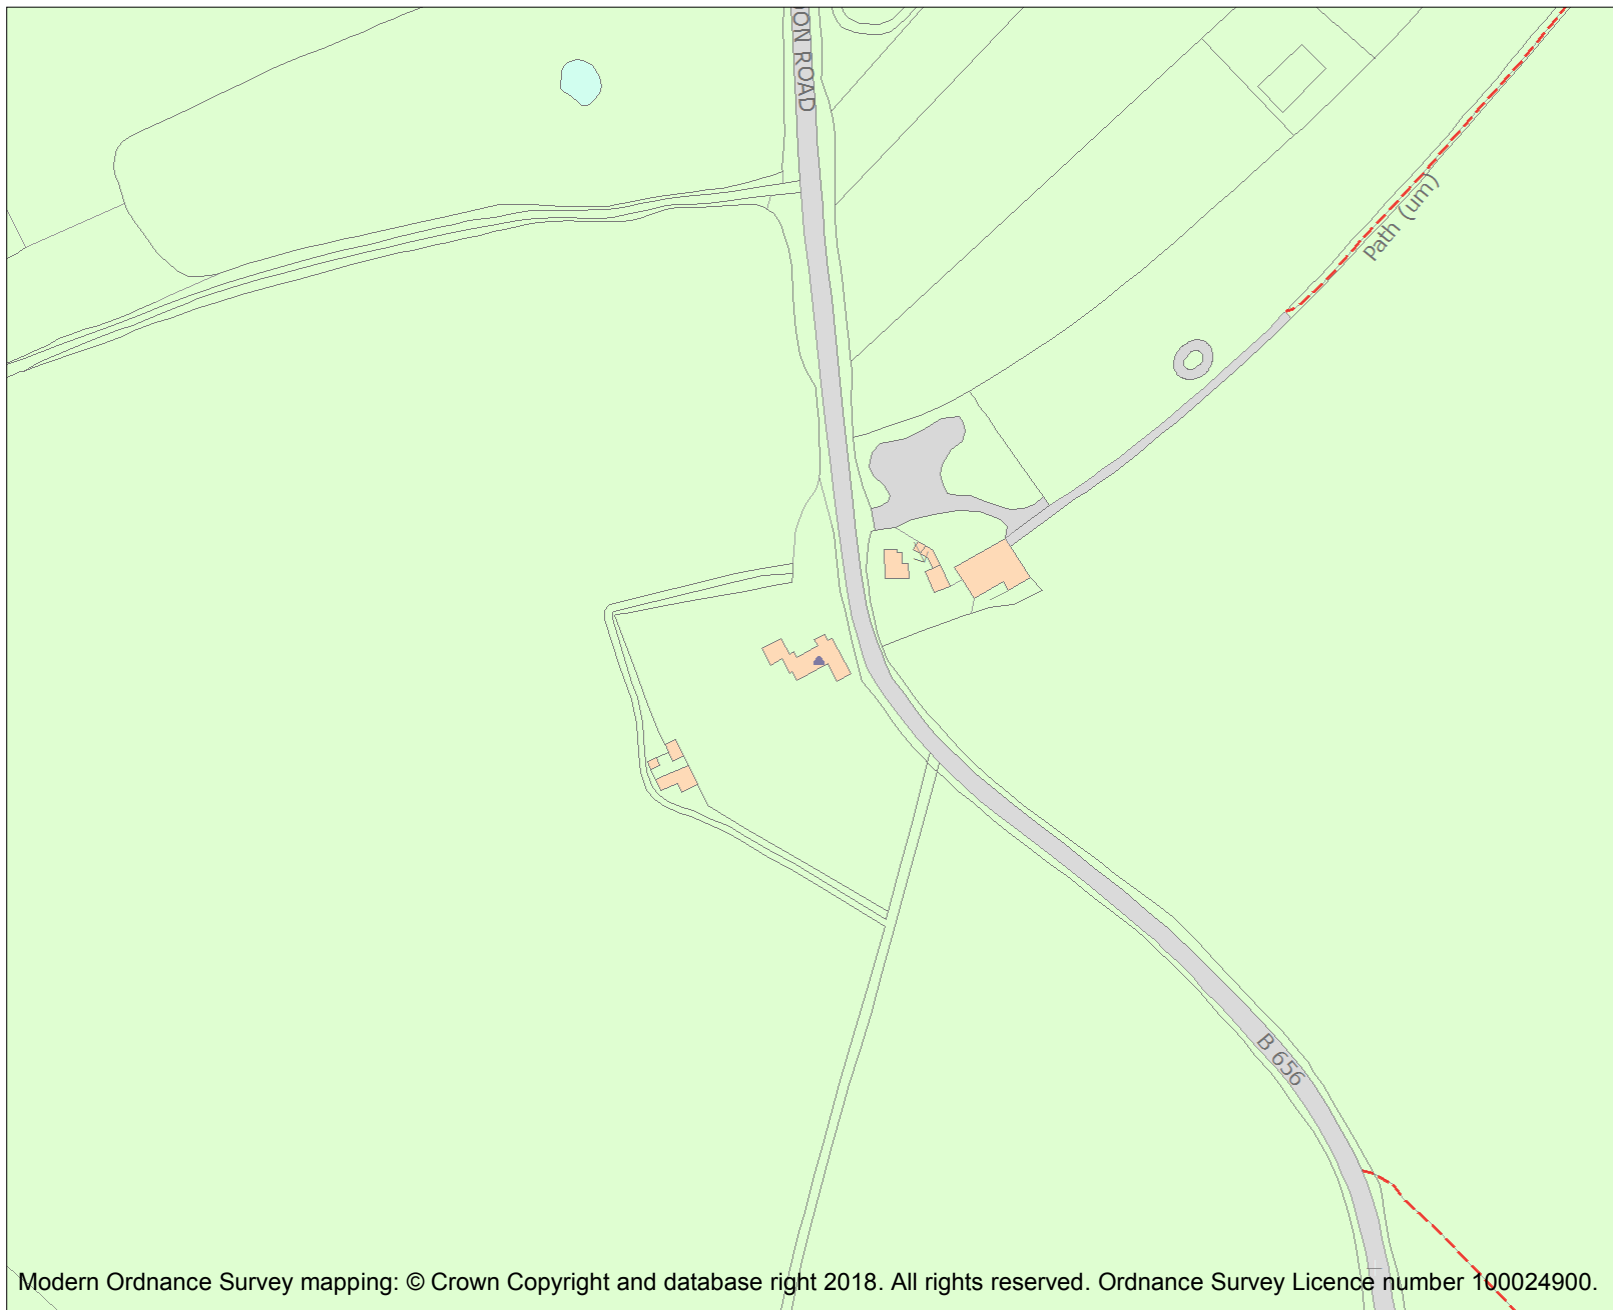 ON ROAD
Path (um)
B 656
Modern Ordnance Survey mapping: © Crown Copyright and database right 2018. All rights reserved. Ordnance Survey Licence number 100024900.